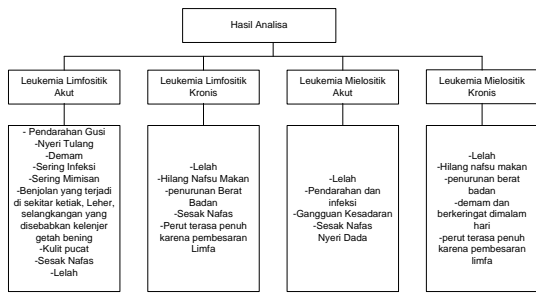 Hasil Analisa
Leukemia Limfositik
Akut
Leukemia Limfositik
Kronis
Leukemia Mielositik
Akut
Leukemia Mielositik
Kronis
- Pendarahan Gusi
-Nyeri Tulang
-Demam
-Sering Infeksi
-Sering Mimisan
-Benjolan yang terjadi
di sekitar ketiak, Leher,
selangkangan yang
disebabkan kelenjer
getah bening
-Kulit pucat
-Sesak Nafas
-Lelah
-Lelah
-Hilang Nafsu Makan
-penurunan Berat
Badan
-Sesak Nafas
-Perut terasa penuh
karena pembesaran
Limfa
-Lelah
-Pendarahan dan
infeksi
-Gangguan Kesadaran
-Sesak Nafas
Nyeri Dada
-Lelah
-Hilang nafsu makan
-penurunan berat
badan
-demam dan
berkeringat dimalam
hari
-perut terasa penuh
karena pembesaran
limfa